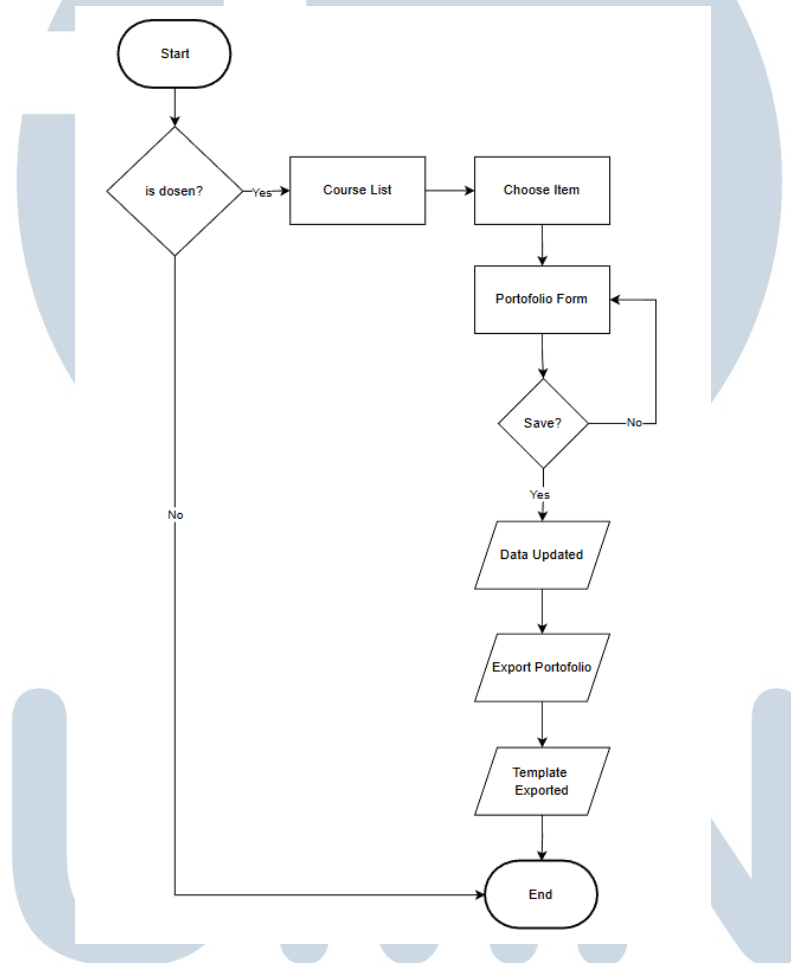 Start
is dosen?
Yes
Course List
Choose Item
Portofolio Form
Save?
No
Yes
No
Data Updated
Export Portofolio
Template
Exported
End